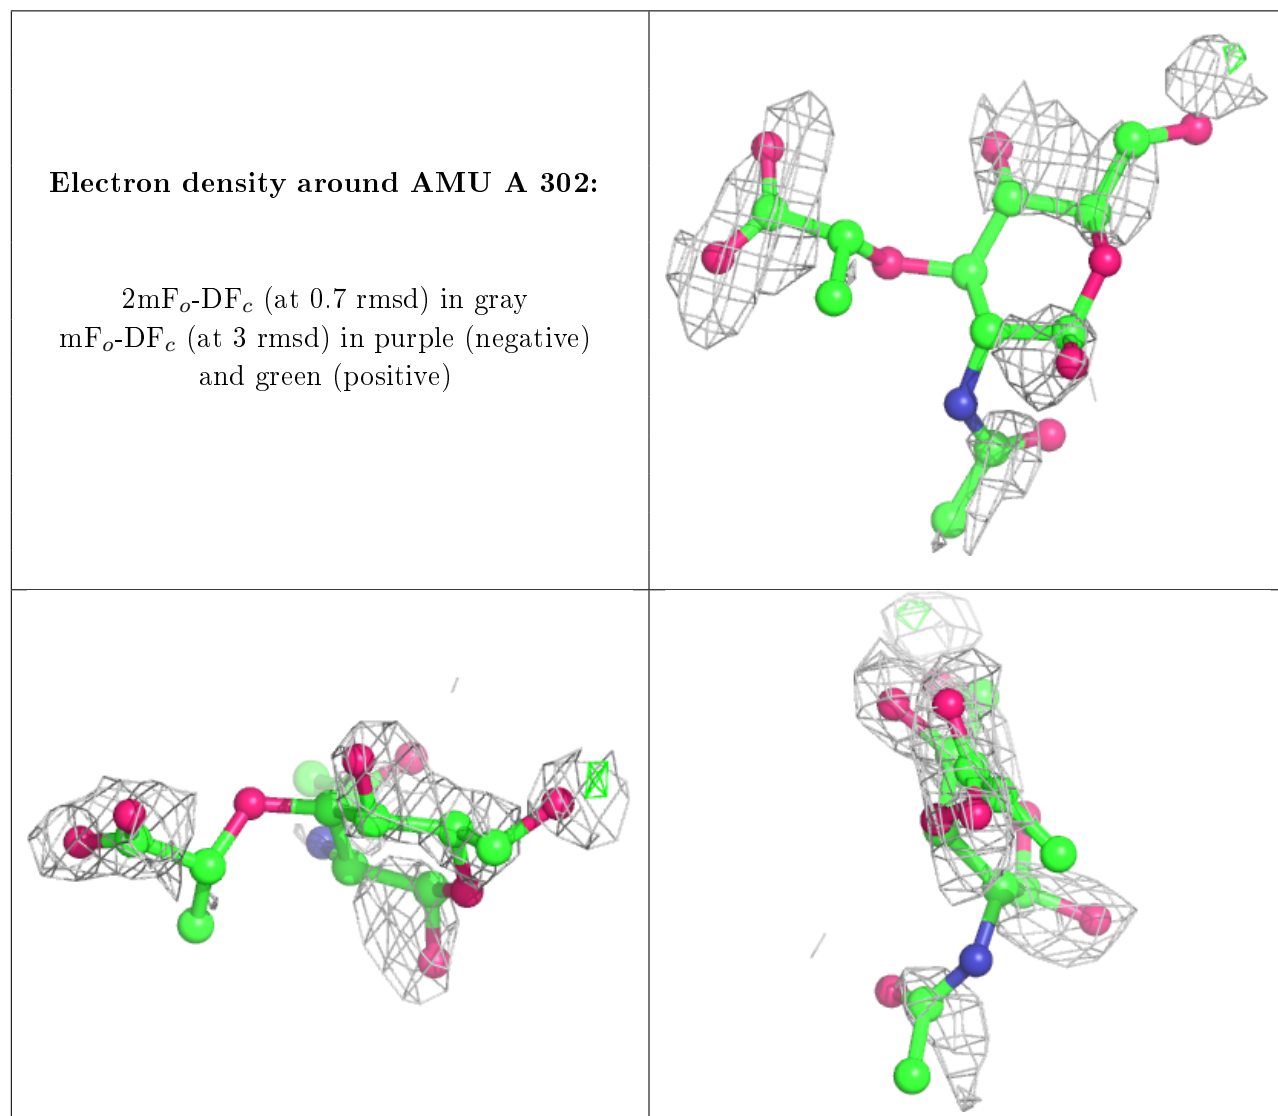 Electron density around AMU A 302:
2mFo-DFc (at 0.7 rmsd) in gray
mFo-DFc (at 3 rmsd) in purple (negative)
and green (positive)